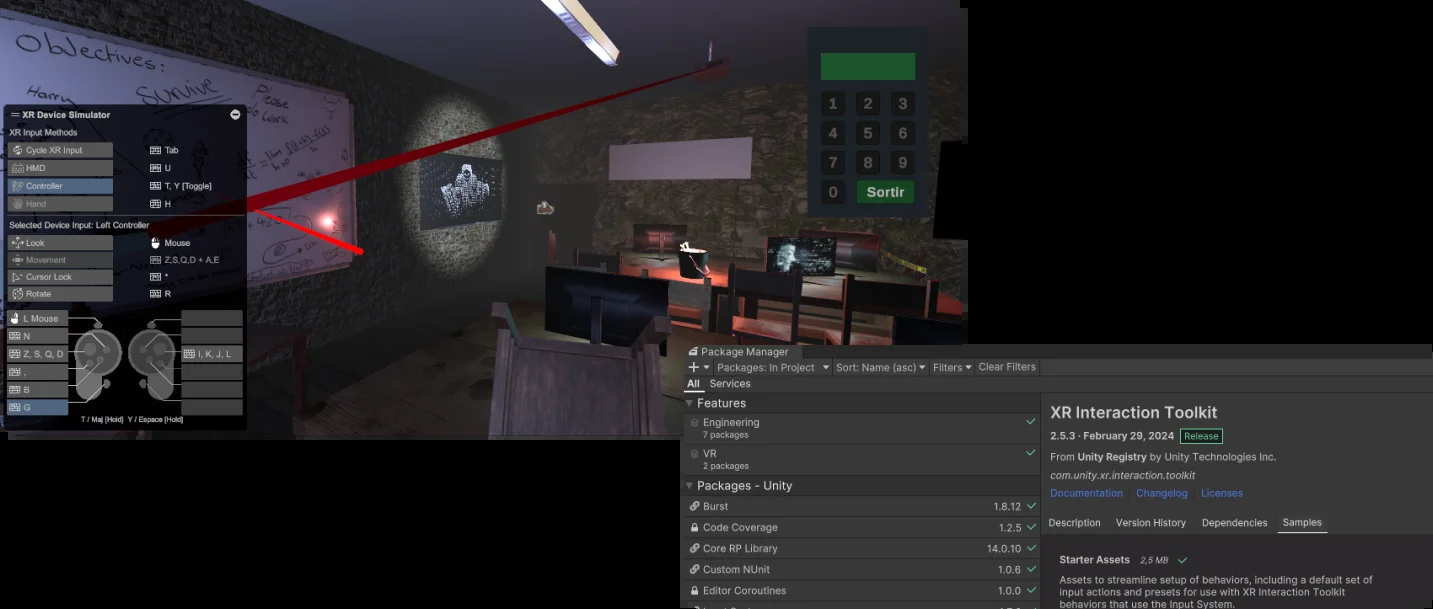 Objectives:
Harry
Survive
Please
Work
XR Device Simulator
XR Input Methods
Cycle XR Input
Tab
HMD
U
Controller
T, Y [Toggle]
Hand
H
Selected Device Input: Left Controller
Look
Mouse
Movement
Z,S,Q,D + A,E
Cursor Lock
*
Rotate
R
L Mouse
N
Z, S, Q, D
I, K, J, L
,
B
G
T / Maj [Hold] Y / Espace [Hold]
1 2 3
4 5 6
7 8 9
0 Sortir
Package Manager
Packages: In Project
Sort: Name (asc)
Filters
Clear Filters
All Services
Features
Engineering
7 packages
VR
2 packages
Packages - Unity
Burst 1.8.12
Code Coverage 1.2.5
Core RP Library 14.0.10
Custom NUnit 1.0.6
Editor Coroutines 1.0.0
XR Interaction Toolkit
2.5.3 · February 29, 2024 Release
From Unity Registry by Unity Technologies Inc.
com.unity.xr.interaction.toolkit
Documentation Changelog Licenses
Description Version History Dependencies Samples
Starter Assets 2,5 MB
Assets to streamline setup of behaviors, including a default set of
input actions and presets for use with XR Interaction Toolkit
behaviors that use the Input System.